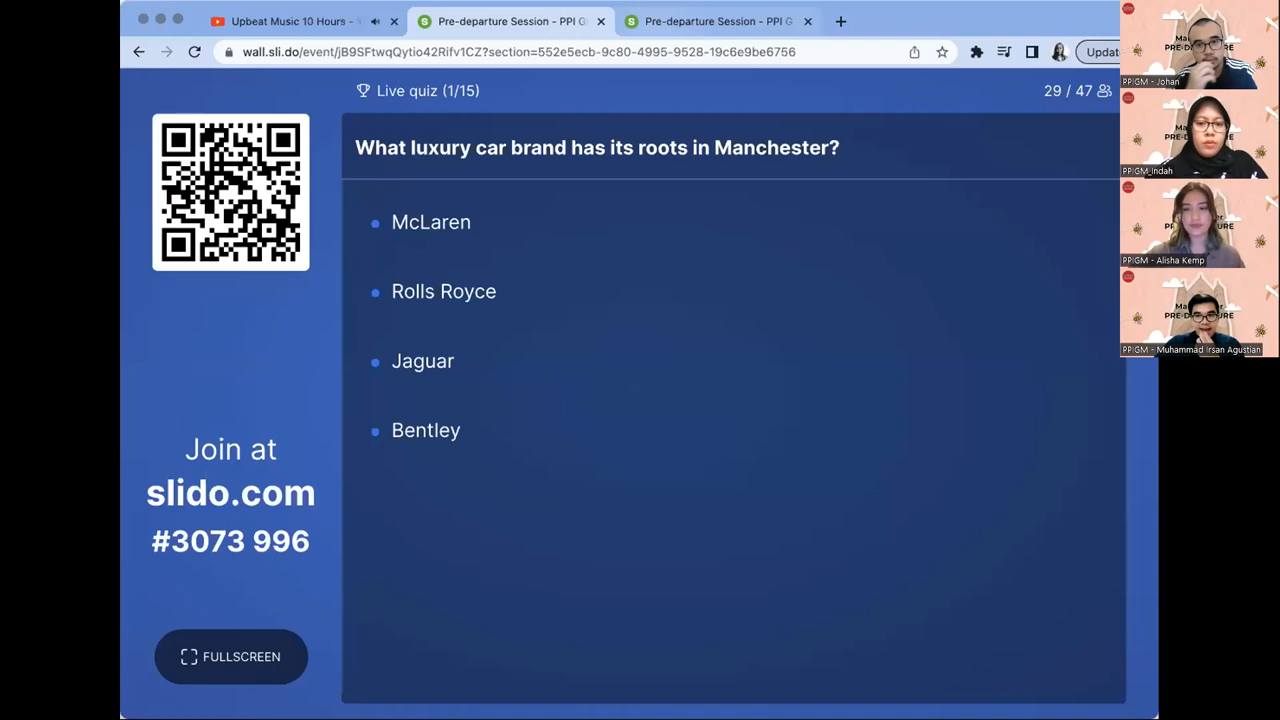 Upbeat Music 10 Hours -
Pre-departure Session - PPI G
Pre-departure Session - PPI G
wall.sli.do/event/jB9SFtwqQytio42Rifv1CZ?section=552e5ecb-9c80-4995-9528-19c6e9be6756
Updat
Live quiz (1/15)
29 / 47
What luxury car brand has its roots in Manchester?
McLaren
Rolls Royce
Jaguar
Bentley
Join at
slido.com
#3073 996
FULLSCREEN
PPIGM - Johan
PPIGM_Indah
PPIGM - Alisha Kemp
PPIGM - Muhammad Irsan Agustian